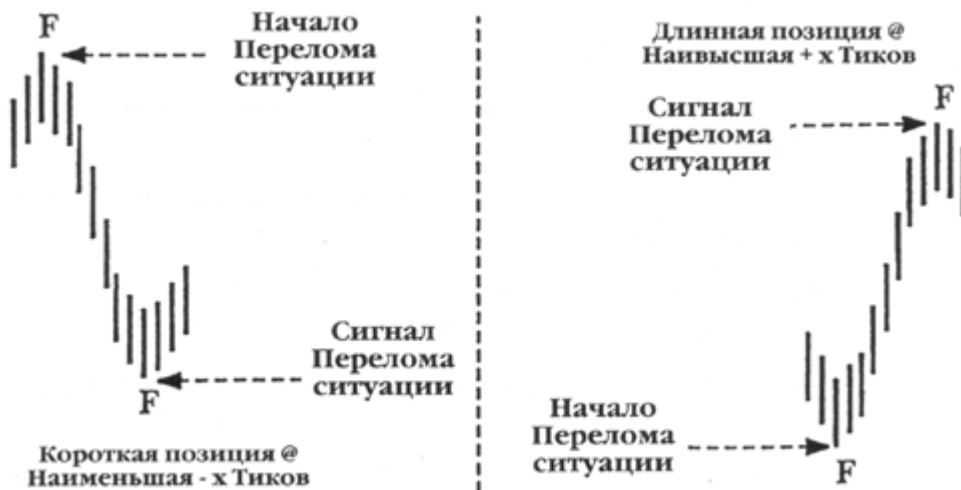 F
Начало
Перелома
ситуации
Сигнал
Перелома
ситуации
F
Короткая позиция @
Наименьшая - х Тиков
Длинная позиция @
Наивысшая + х Тиков
F
Сигнал
Перелома
ситуации
Начало
Перелома
ситуации
F